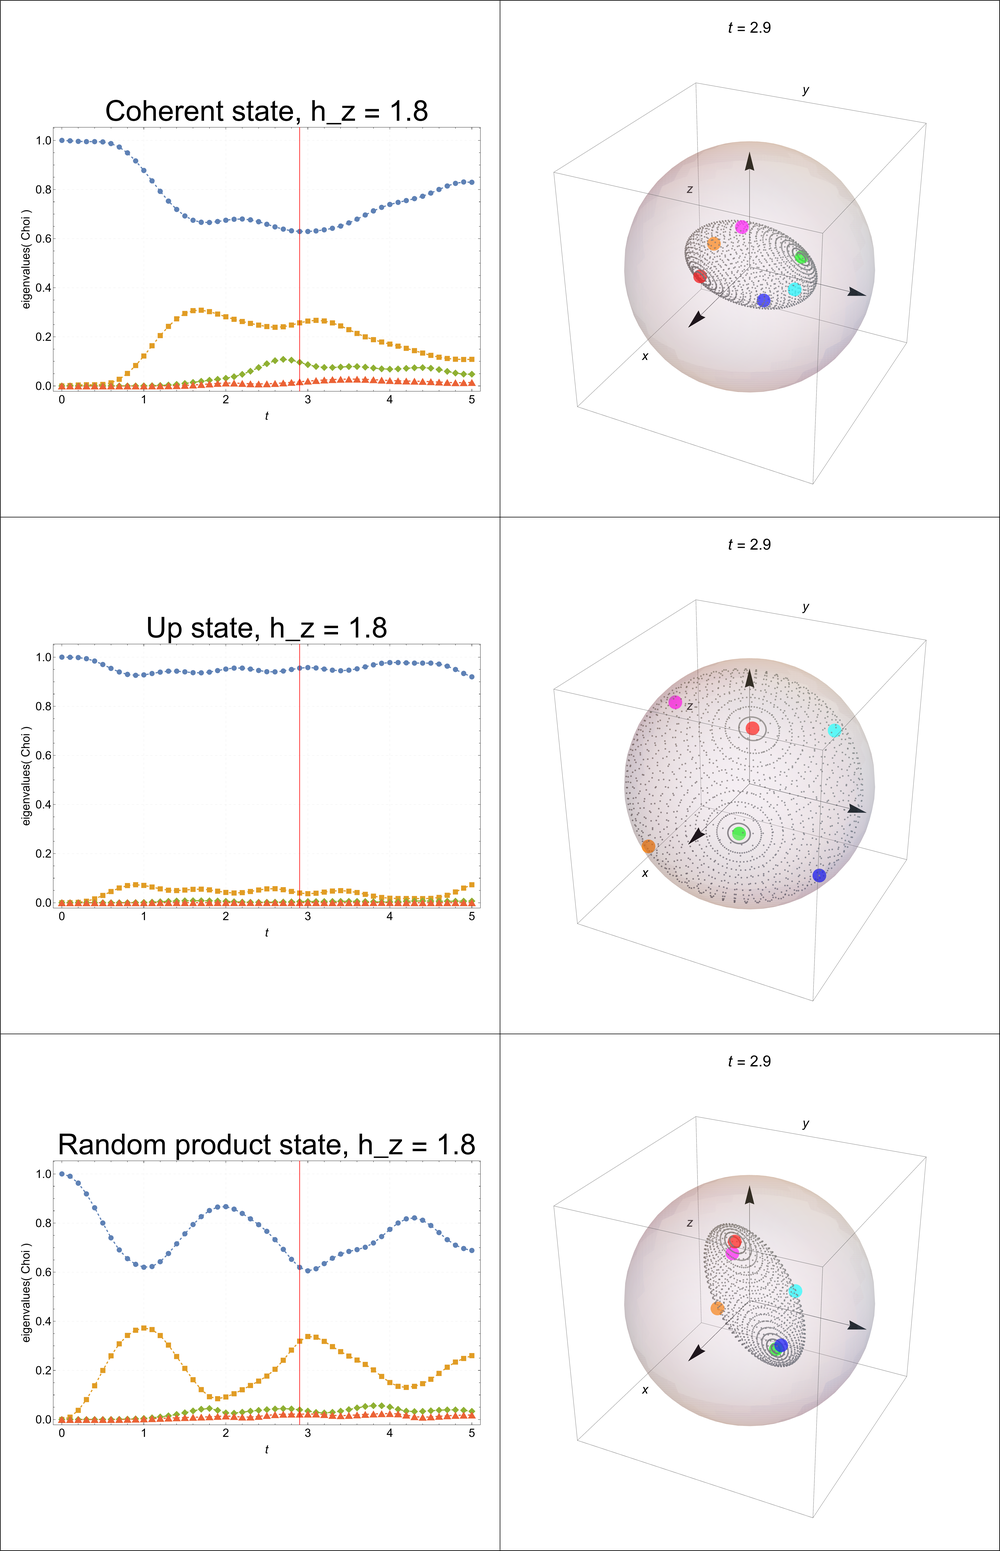 Coherent state, h_z = 1.8
eigenvalues( Choi )
1.0
0.8
0.6
0.4
0.2
0.0
0 1 2 3 4 5
t
t = 2.9
y
z
x
Up state, h_z = 1.8
eigenvalues( Choi )
1.0
0.8
0.6
0.4
0.2
0.0
0 1 2 3 4 5
t
t = 2.9
y
z
x
Random product state, h_z = 1.8
eigenvalues( Choi )
1.0
0.8
0.6
0.4
0.2
0.0
0 1 2 3 4 5
t
t = 2.9
y
z
x